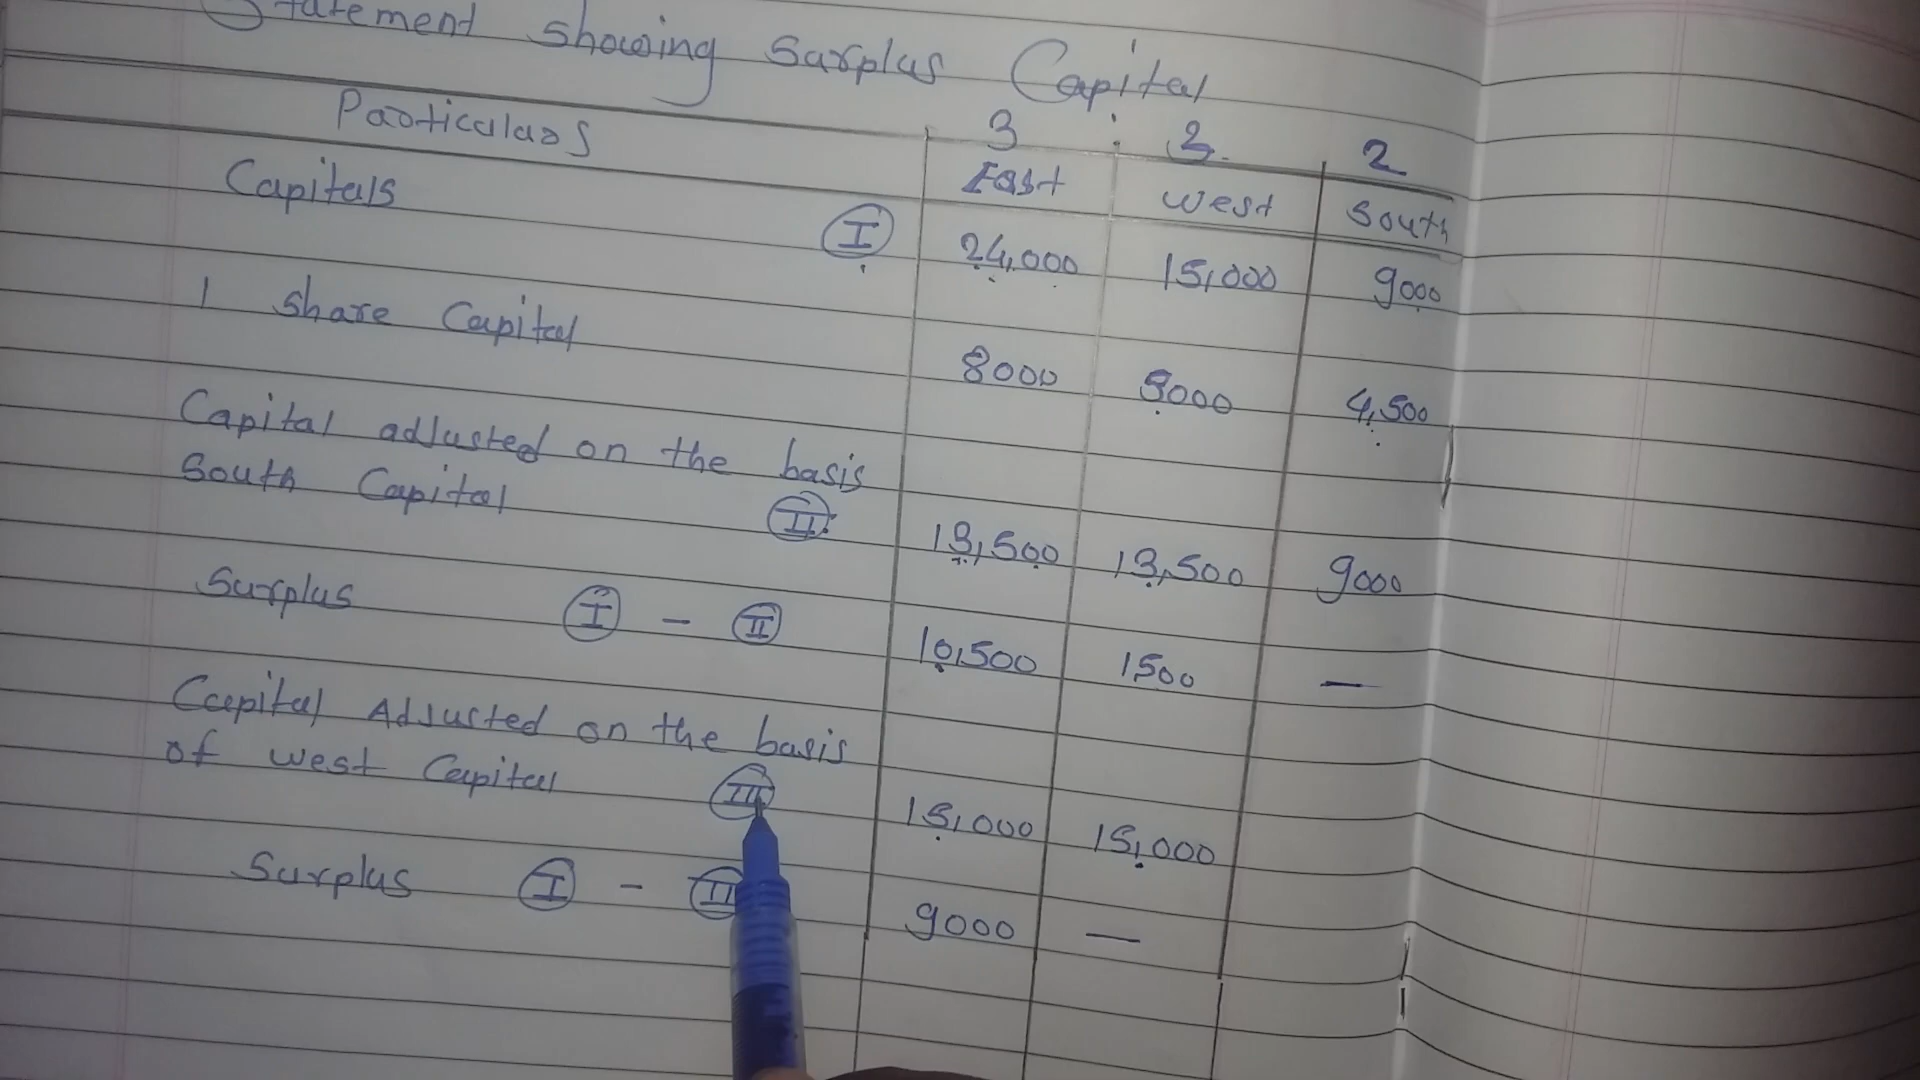 Statement showing Surplus Capital
Particulars 3 3 2
East West South
Capitals I 24,000 15,000 9000
1 share Capital 8000 5000 4,500
Capital adjusted on the basis
South Capital II 13,500 13,500 9000
Surplus I - II 10,500 1500 —
Capital Adjusted on the basis
of west Capital III 15,000 15,000
Surplus I - 9000 —